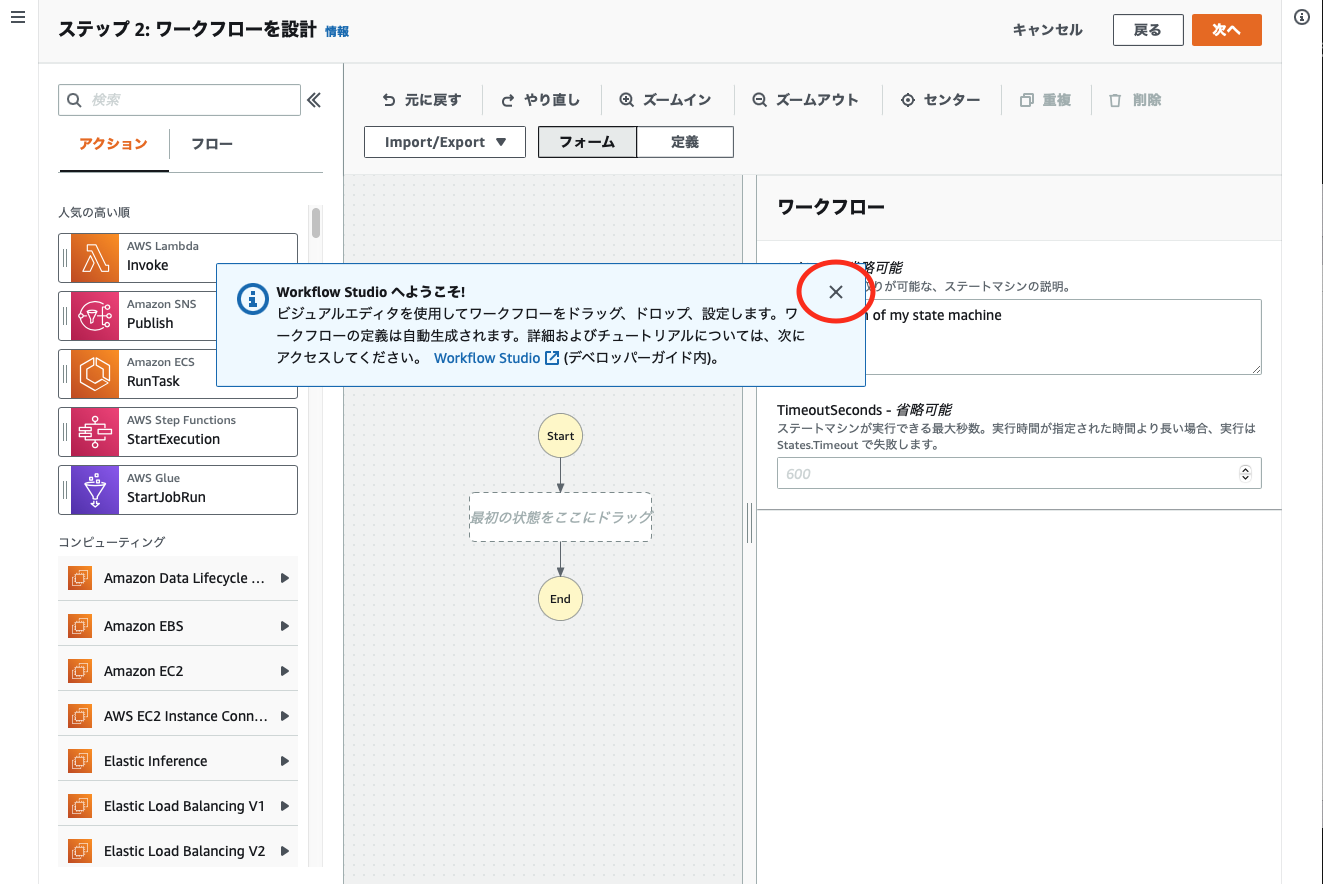 ステップ 2: ワークフローを設計 情報
キャンセル
戻る
次へ
検索
アクション
フロー
元に戻す
やり直し
ズームイン
ズームアウト
センター
重複
削除
Import/Export
フォーム
定義
人気の高い順
AWS Lambda
Invoke
Amazon SNS
Publish
Amazon ECS
RunTask
AWS Step Functions
StartExecution
AWS Glue
StartJobRun
コンピューティング
Amazon Data Lifecycle ...
Amazon EBS
Amazon EC2
AWS EC2 Instance Conn...
Elastic Inference
Elastic Load Balancing V1
Elastic Load Balancing V2
Workflow Studio へようこそ!
ビジュアルエディタを使用してワークフローをドラッグ、ドロップ、設定します。ワ
ークフローの定義は自動生成されます。詳細およびチュートリアルについては、次に
アクセスしてください。 Workflow Studio (デベロッパーガイド内)。
Start
最初の状態をここにドラッグ
End
ワークフロー
省略可能
が可能な、ステートマシンの説明。
of my state machine
TimeoutSeconds - 省略可能
ステートマシンが実行できる最大秒数。実行時間が指定された時間より長い場合、実行は
States.Timeout で失敗します。
600